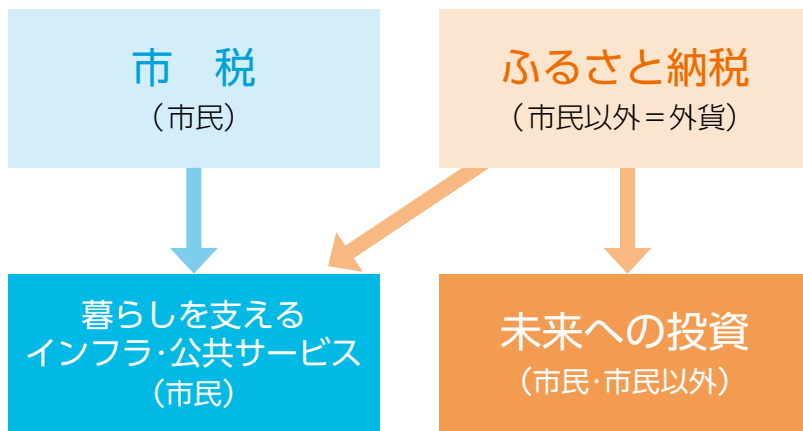 市　税
（市民）
ふるさと納税
（市民以外＝外貨）
暮らしを支える
インフラ・公共サービス
（市民）
未来への投資
（市民・市民以外）